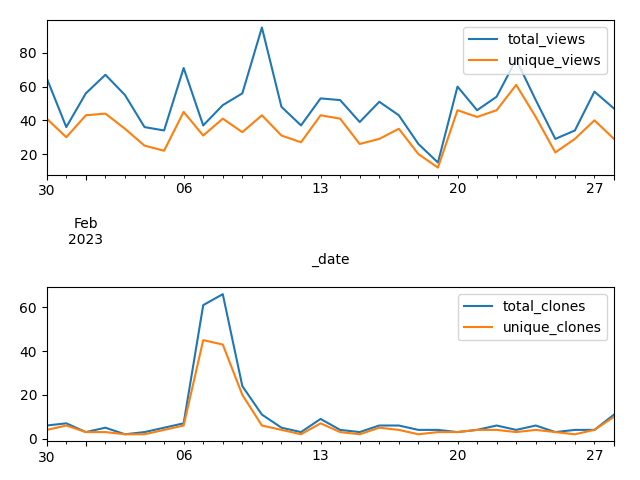 80
60
40
20
total_views
unique_views
30 06 13 20 27
Feb
2023
_date
60
40
20
0
total_clones
unique_clones
30 06 13 20 27